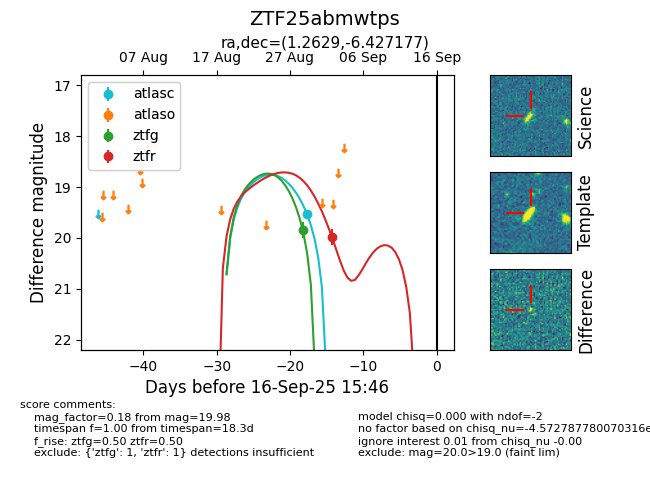 ZTF25abmwtps
ra,dec=(1.2629,-6.427177)
07 Aug 17 Aug 27 Aug 06 Sep 16 Sep
atlasc
atlaso
ztfg
ztfr
17
18
19
20
21
22
Difference magnitude
−40 −30 −20 −10 0
Days before 16-Sep-25 15:46
Science
Template
Difference
score comments:
mag_factor=0.18 from mag=19.98
timespan f=1.00 from timespan=18.3d
f_rise: ztfg=0.50 ztfr=0.50
exclude: {'ztfg': 1, 'ztfr': 1} detections insufficient
model chisq=0.000 with ndof=-2
no factor based on chisq_nu=-4.572787780070316e
ignore interest 0.01 from chisq_nu -0.00
exclude: mag=20.0>19.0 (faint lim)